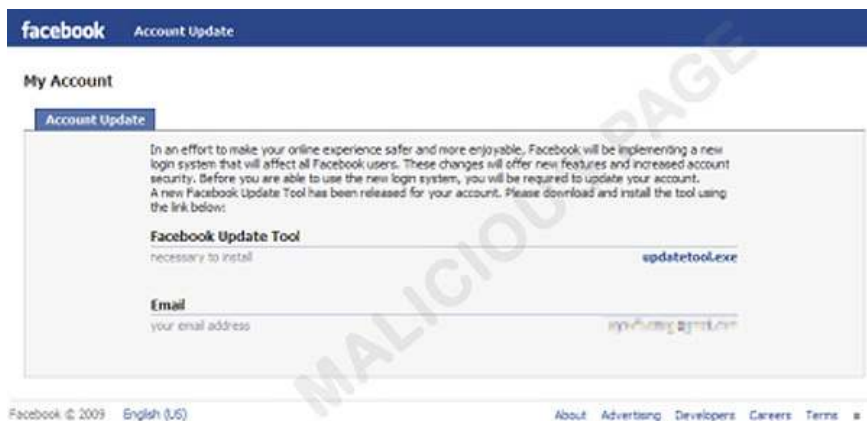 facebook Account Update
My Account
Account Update
In an effort to make your online experience safer and more enjoyable, Facebook will be implementing a new
login system that will affect all Facebook users. These changes will offer new features and increased account
security. Before you are able to use the new login system, you will be required to update your account.
A new Facebook Update Tool has been released for your account. Please download and install the tool using
the link below:
Facebook Update Tool
necessary to install updatetool.exe
Email
your email address
MALICIOUS PAGE
Facebook © 2009 English (US) About Advertising Developers Careers Terms